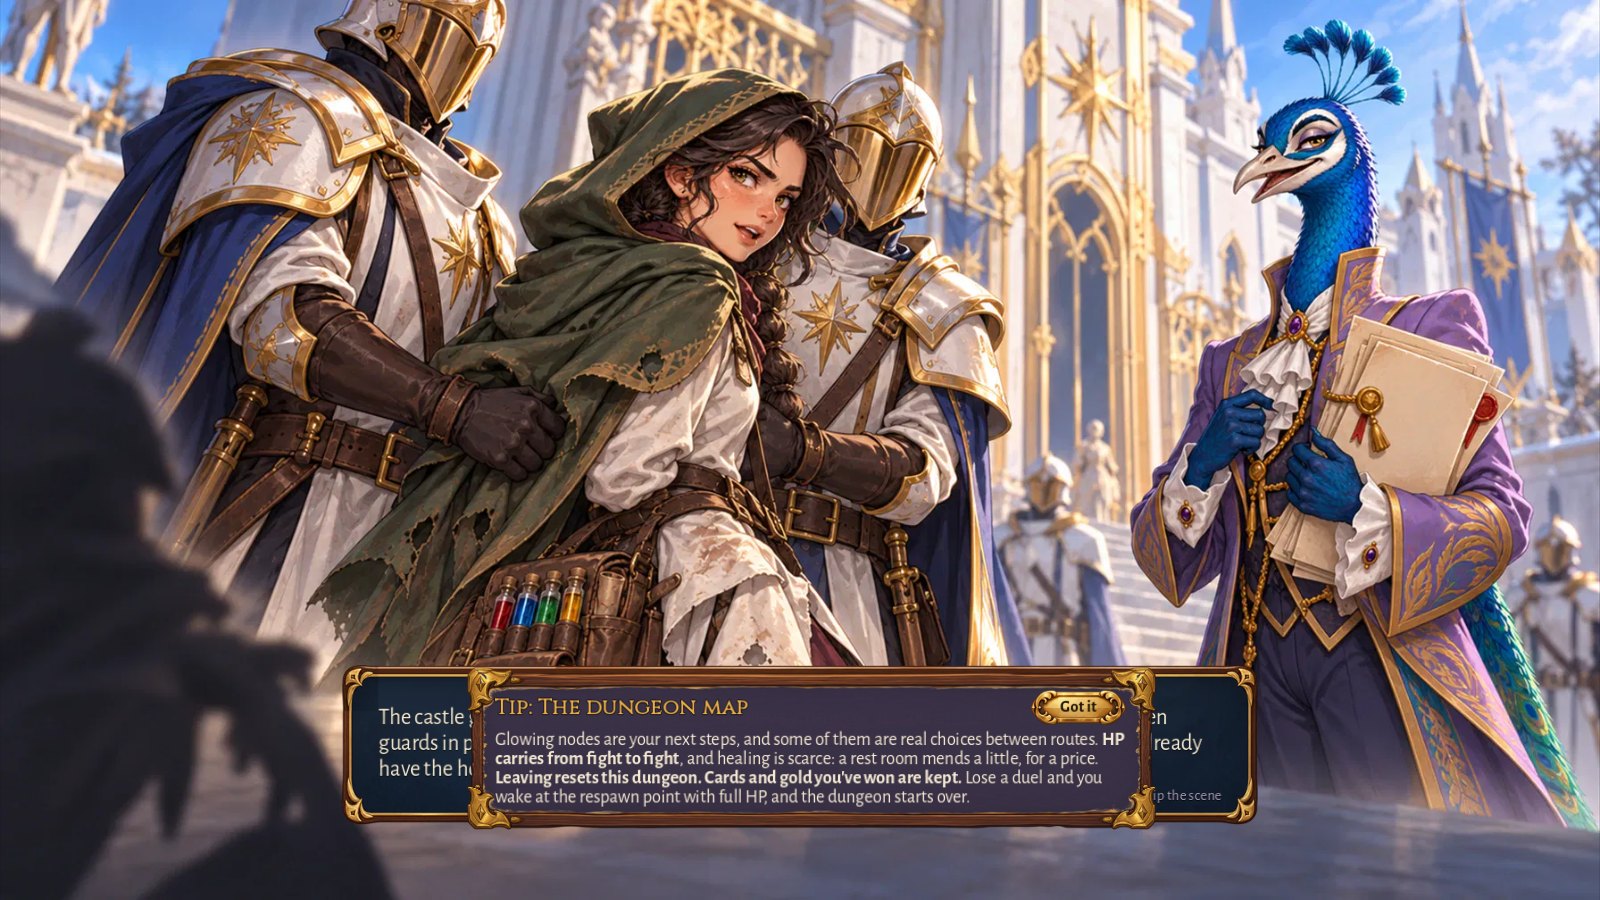 TIP: THE DUNGEON MAP
Got it
Glowing nodes are your next steps, and some of them are real choices between routes. HP
carries from fight to fight, and healing is scarce: a rest room mends a little, for a price.
Leaving resets this dungeon. Cards and gold you've won are kept. Lose a duel and you
wake at the respawn point with full HP, and the dungeon starts over.
The castle
guards in
have the
the scene